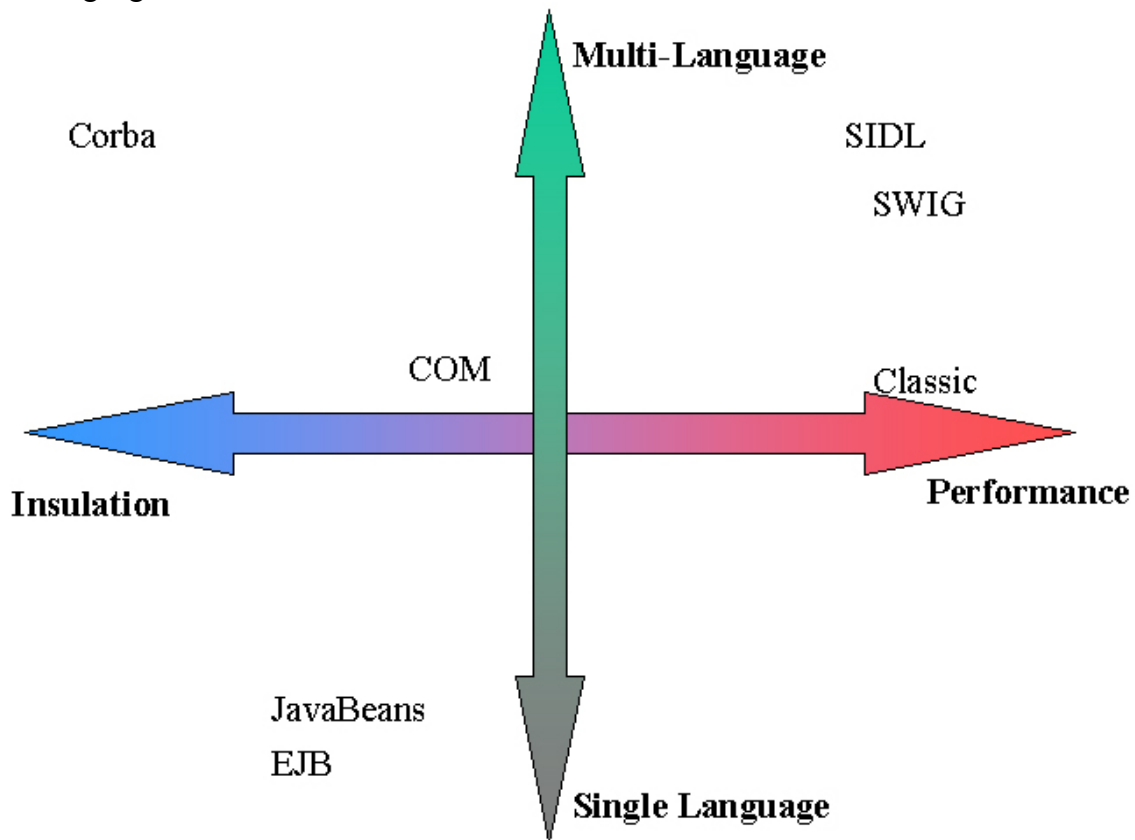 Multi-Language
Corba
SIDL
SWIG
COM
Classic
Insulation
Performance
JavaBeans
EJB
Single Language